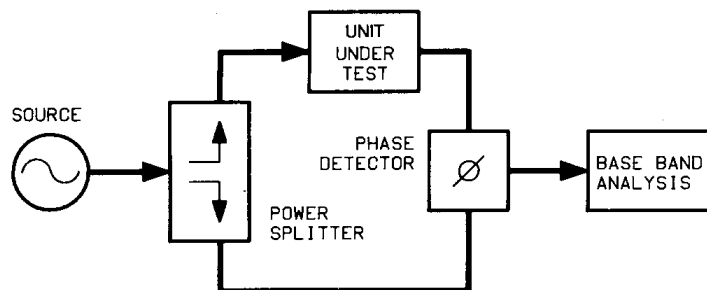 UNIT
UNDER
TEST
SOURCE
PHASE
DETECTOR
BASE BAND
ANALYSIS
POWER
SPLITTER